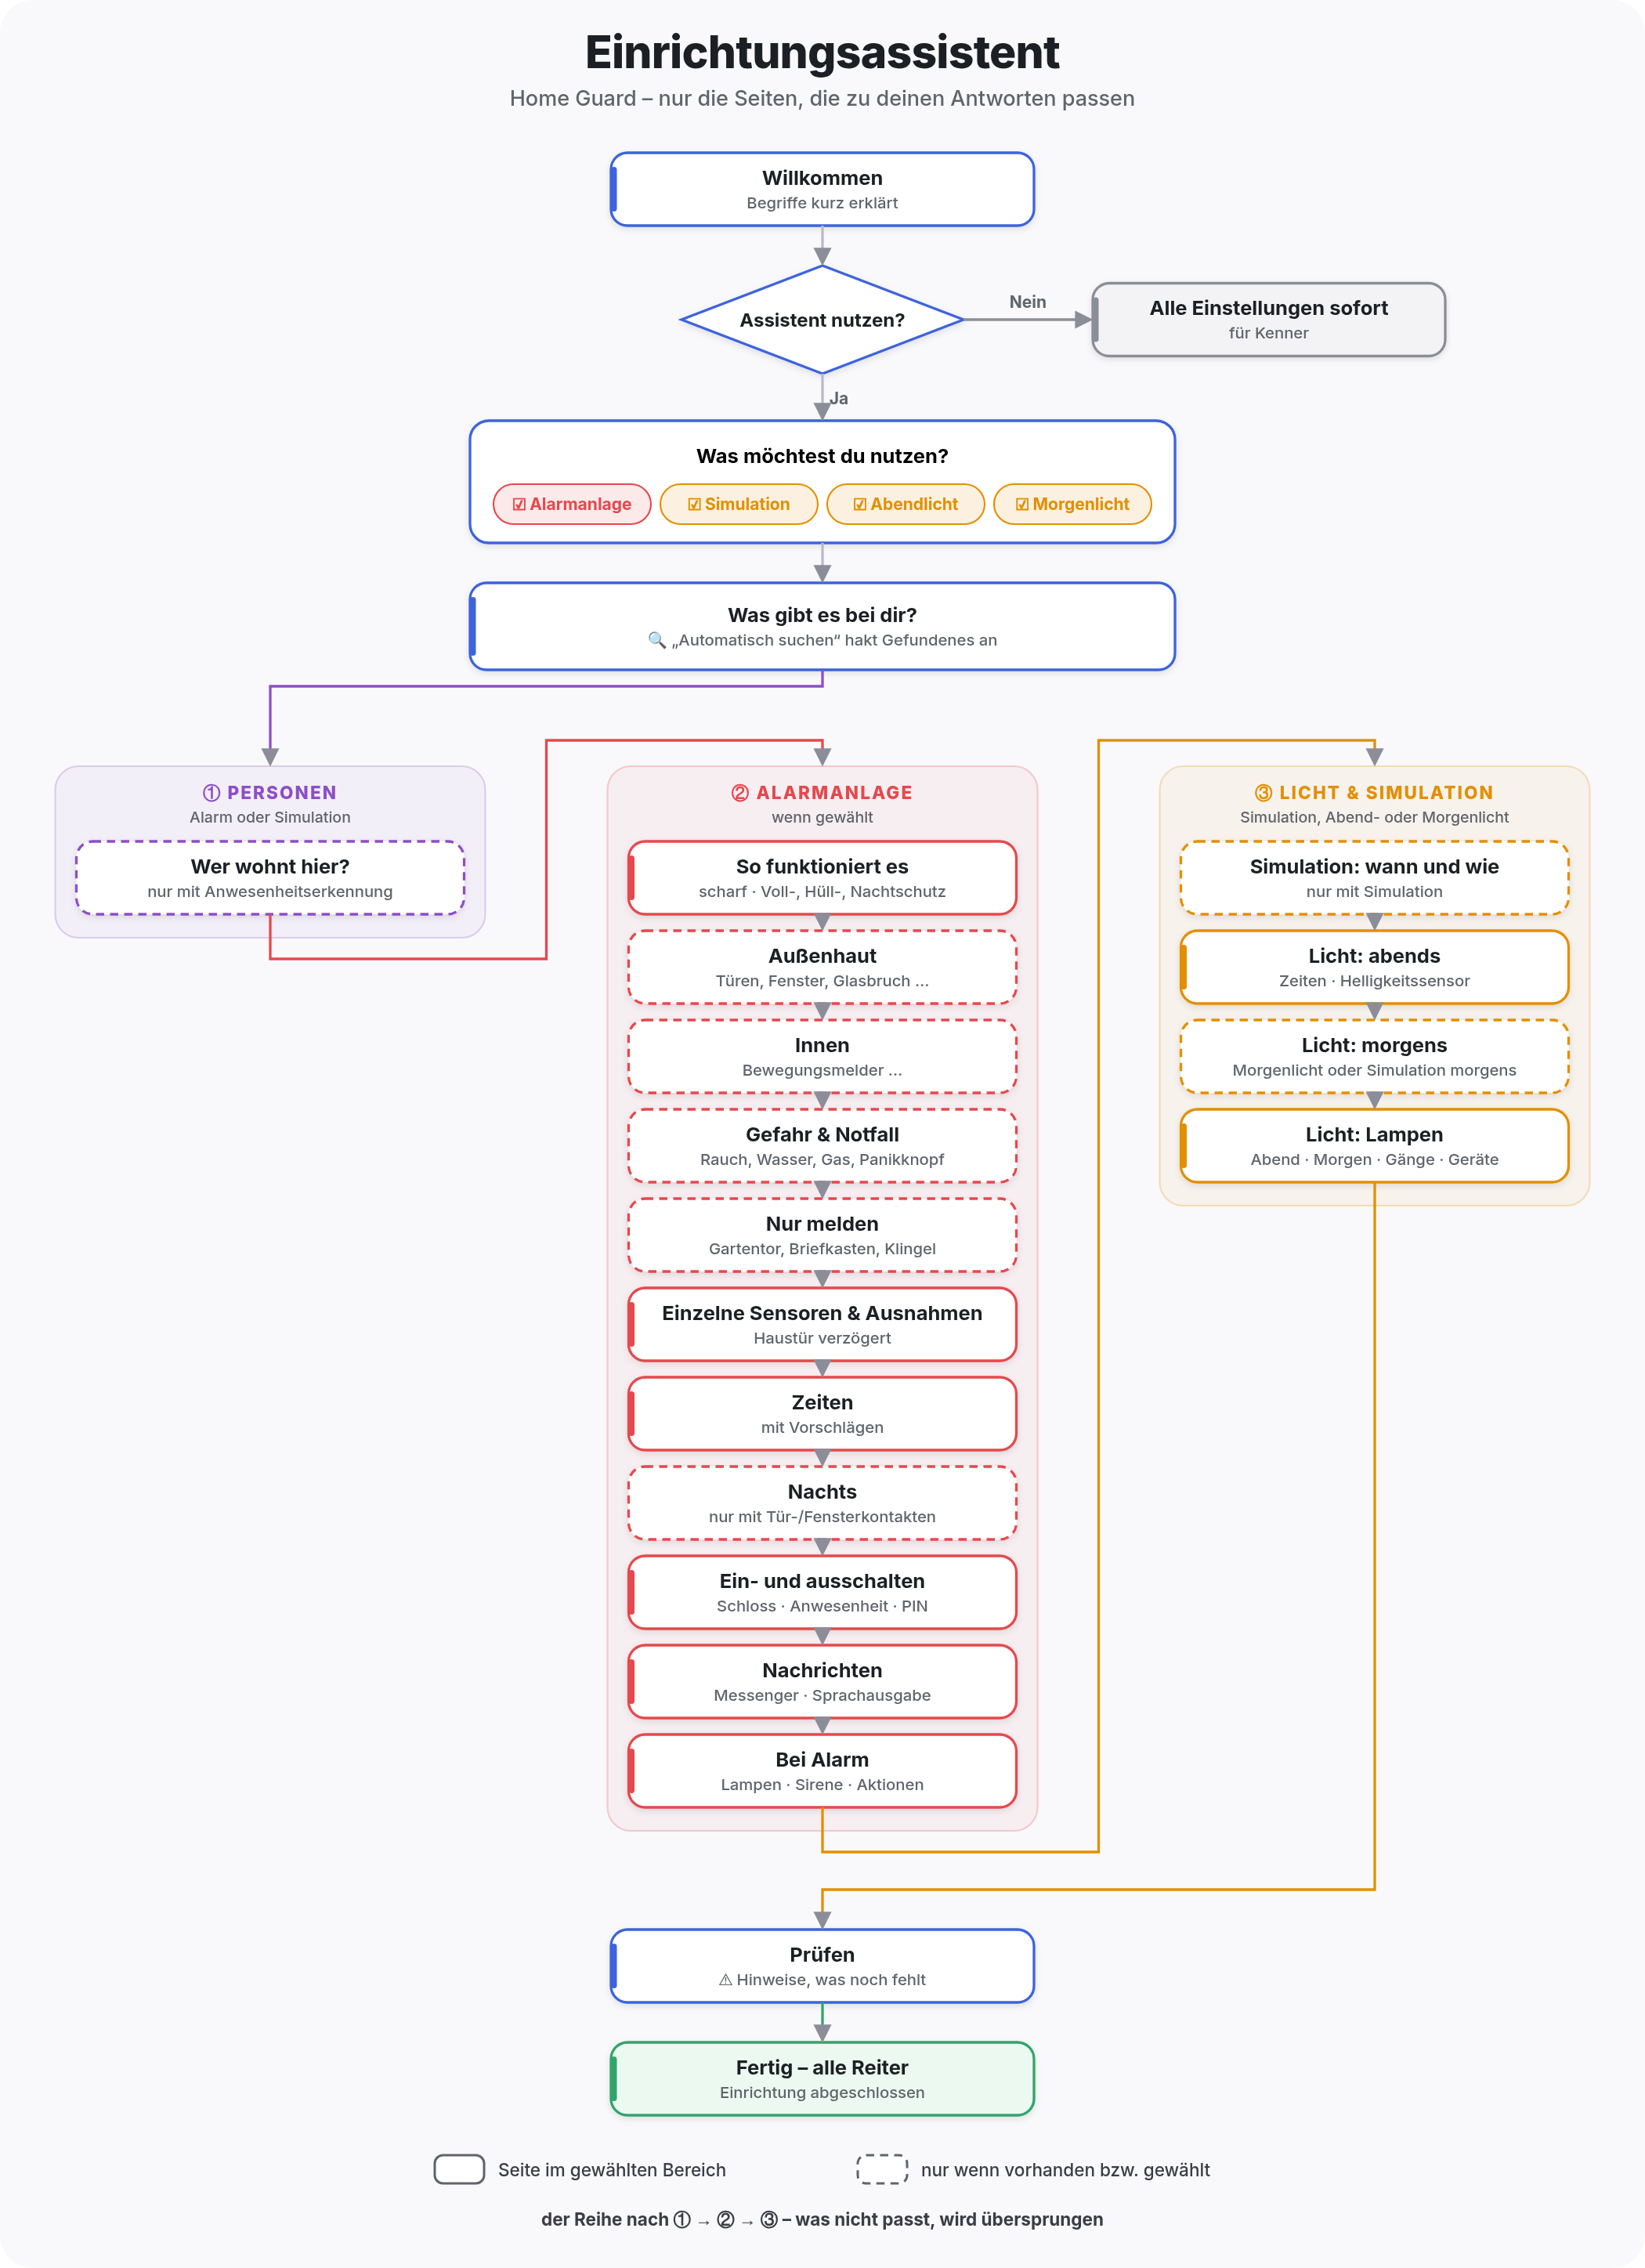 Einrichtungsassistent
Home Guard – nur die Seiten, die zu deinen Antworten passen
Willkommen
Begriffe kurz erklärt
Assistent nutzen?
Nein
Alle Einstellungen sofort
für Kenner
Ja
Was möchtest du nutzen?
☑ Alarmanlage
☑ Simulation
☑ Abendlicht
☑ Morgenlicht
Was gibt es bei dir?
🔍 „Automatisch suchen“ hakt Gefundenes an
① PERSONEN
Alarm oder Simulation
Wer wohnt hier?
nur mit Anwesenheitserkennung
② ALARMANLAGE
wenn gewählt
So funktioniert es
scharf · Voll-, Hüll-, Nachtschutz
Außenhaut
Türen, Fenster, Glasbruch ...
Innen
Bewegungsmelder ...
Gefahr & Notfall
Rauch, Wasser, Gas, Panikknopf
Nur melden
Gartentor, Briefkasten, Klingel
Einzelne Sensoren & Ausnahmen
Haustür verzögert
Zeiten
mit Vorschlägen
Nachts
nur mit Tür-/Fensterkontakten
Ein- und ausschalten
Schloss · Anwesenheit · PIN
Nachrichten
Messenger · Sprachausgabe
Bei Alarm
Lampen · Sirene · Aktionen
③ LICHT & SIMULATION
Simulation, Abend- oder Morgenlicht
Simulation: wann und wie
nur mit Simulation
Licht: abends
Zeiten · Helligkeitssensor
Licht: morgens
Morgenlicht oder Simulation morgens
Licht: Lampen
Abend · Morgen · Gänge · Geräte
Prüfen
⚠ Hinweise, was noch fehlt
Fertig – alle Reiter
Einrichtung abgeschlossen
Seite im gewählten Bereich
nur wenn vorhanden bzw. gewählt
der Reihe nach ① → ② → ③ – was nicht passt, wird übersprungen